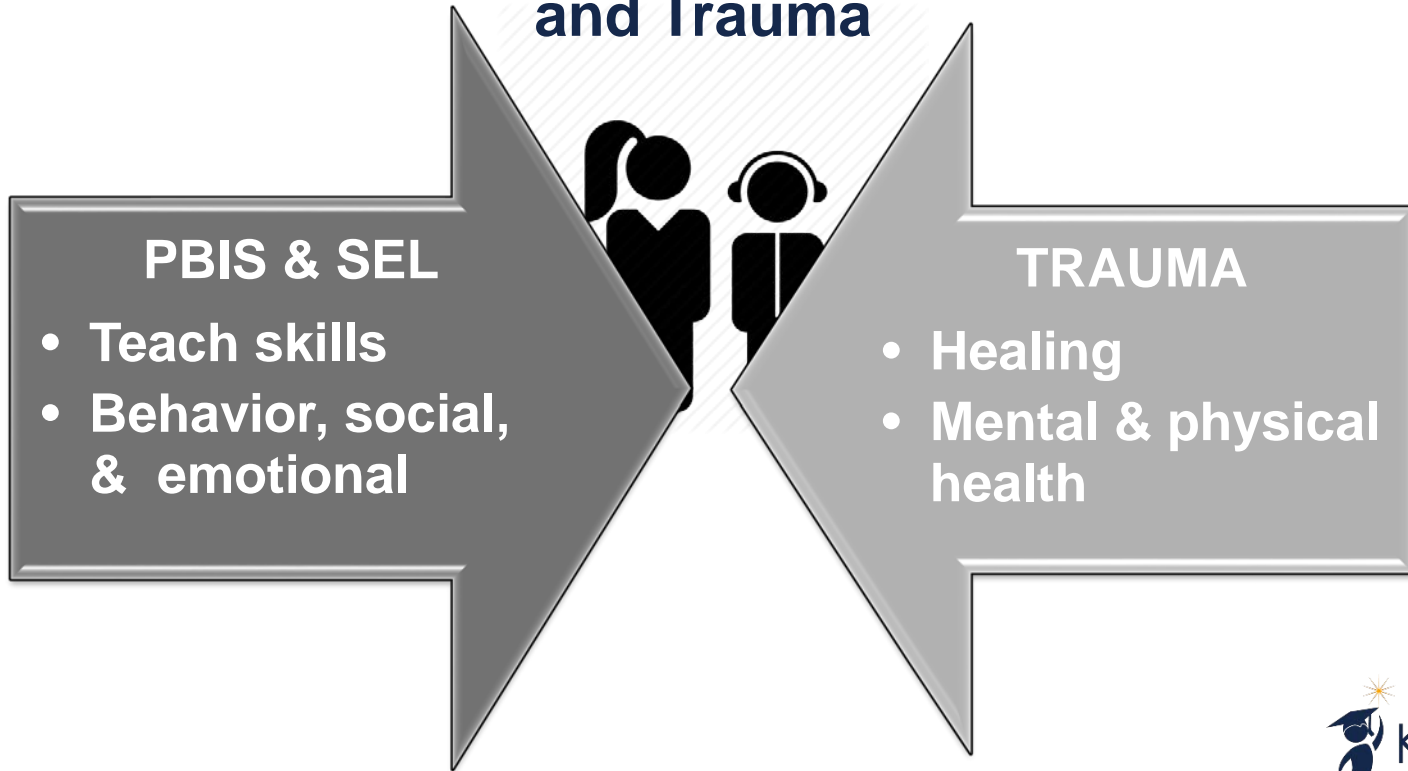 and Trauma
PBIS & SEL
• Teach skills
• Behavior, social,
& emotional
TRAUMA
• Healing
• Mental & physical
health